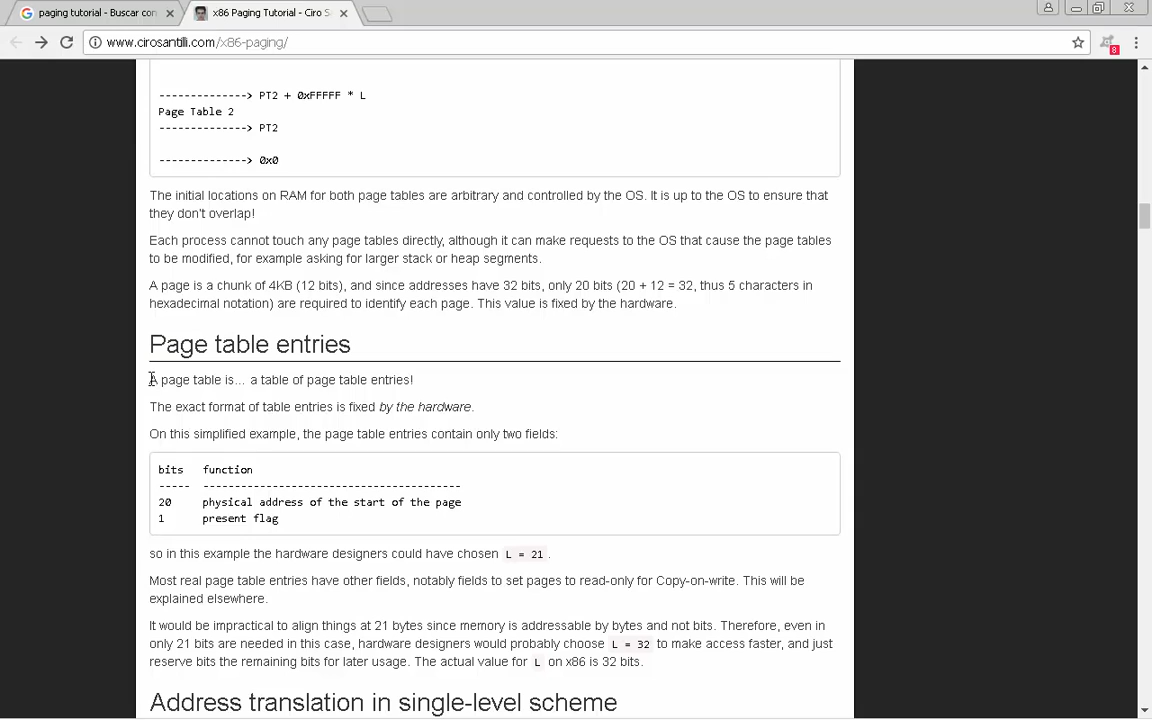 paging tutorial - Buscar con
x86 Paging Tutorial - Ciro S
www.cirosantilli.com/x86-paging/
8
--------------> PT2 + 0xFFFFF * L
Page Table 2
--------------> PT2
--------------> 0x0
The initial locations on RAM for both page tables are arbitrary and controlled by the OS. It is up to the OS to ensure that
they don't overlap!
Each process cannot touch any page tables directly, although it can make requests to the OS that cause the page tables
to be modified, for example asking for larger stack or heap segments.
A page is a chunk of 4KB (12 bits), and since addresses have 32 bits, only 20 bits (20 + 12 = 32, thus 5 characters in
hexadecimal notation) are required to identify each page. This value is fixed by the hardware.
Page table entries
A page table is... a table of page table entries!
The exact format of table entries is fixed by the hardware.
On this simplified example, the page table entries contain only two fields:
bits function
----- -----------------------------------------
20 physical address of the start of the page
1 present flag
so in this example the hardware designers could have chosen L = 21 .
Most real page table entries have other fields, notably fields to set pages to read-only for Copy-on-write. This will be
explained elsewhere.
It would be impractical to align things at 21 bytes since memory is addressable by bytes and not bits. Therefore, even in
only 21 bits are needed in this case, hardware designers would probably choose L = 32 to make access faster, and just
reserve bits the remaining bits for later usage. The actual value for L on x86 is 32 bits.
Address translation in single-level scheme